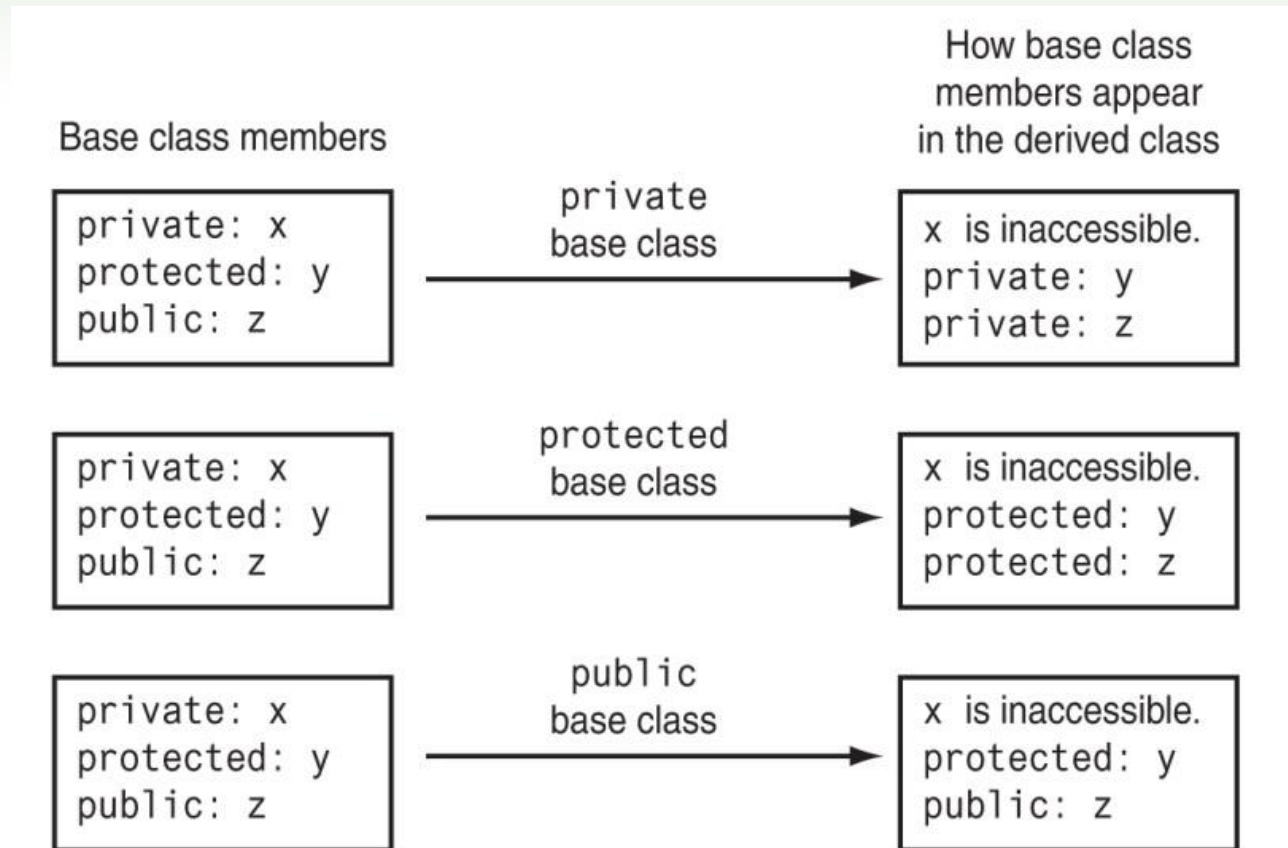 Base class members
How base class
members appear
in the derived class
private: x
protected: y
public: z
private
base class
x is inaccessible.
private: y
private: z
private: x
protected: y
public: z
protected
base class
x is inaccessible.
protected: y
protected: z
private: x
protected: y
public: z
public
base class
x is inaccessible.
protected: y
public: z